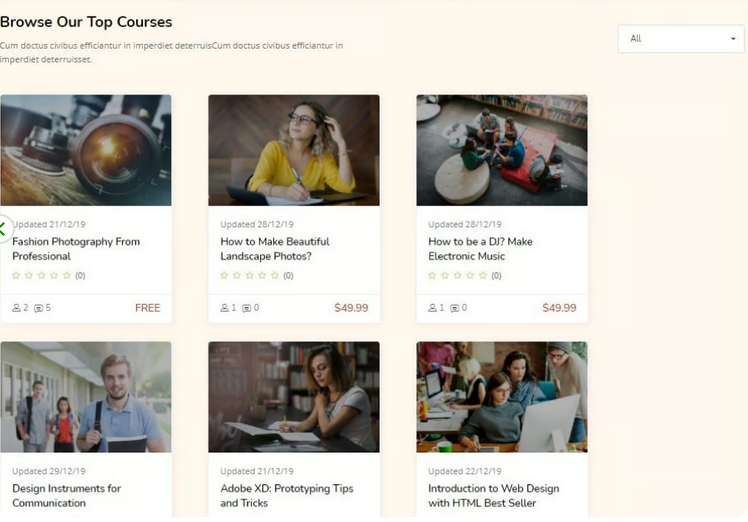 Browse Our Top Courses
Cum doctus civibus efficiantur in imperdiet deterruisCum doctus civibus efficiantur in
imperdiet deterruisset.
All
Updated 21/12/19
Fashion Photography From
Professional
(0)
2 5 FREE
Updated 28/12/19
How to Make Beautiful
Landscape Photos?
(0)
1 0 $49.99
Updated 28/12/19
How to be a DJ? Make
Electronic Music
(0)
1 0 $49.99
Updated 29/12/19
Design Instruments for
Communication
Updated 21/12/19
Adobe XD: Prototyping Tips
and Tricks
Updated 22/12/19
Introduction to Web Design
with HTML Best Seller